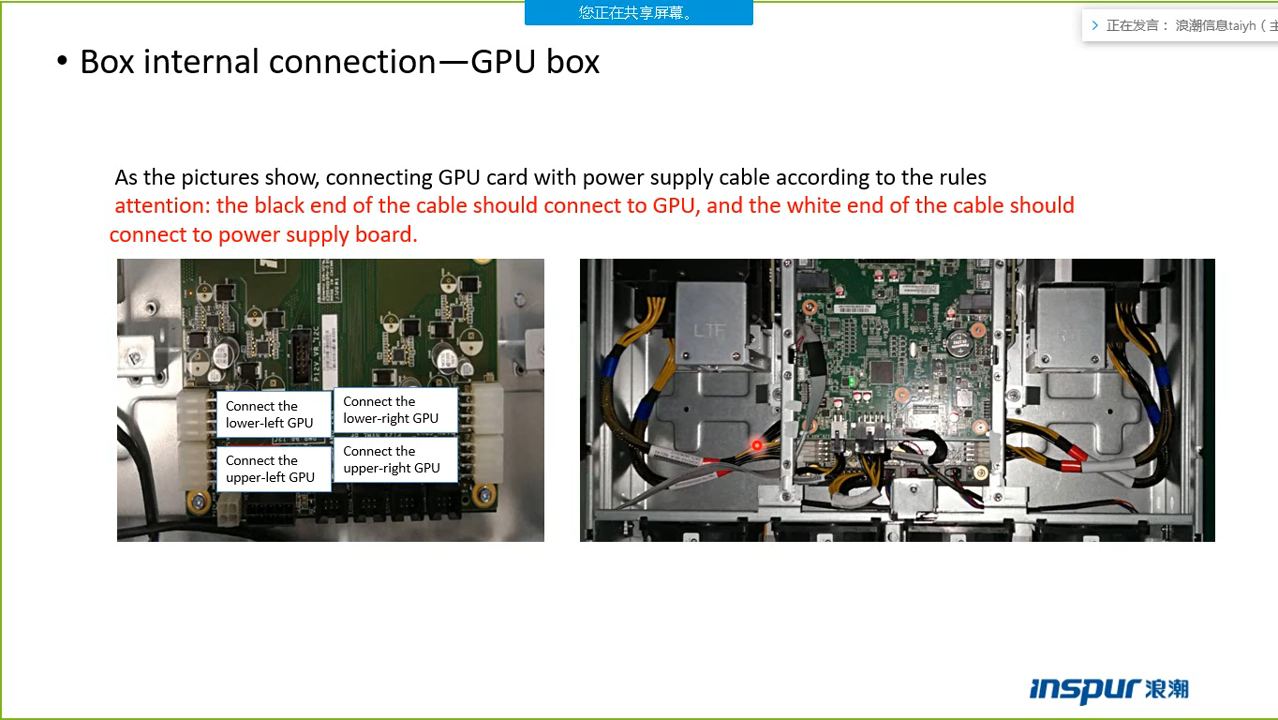 您正在共享屏幕。
正在发言： 浪潮信息taiyh（主
• Box internal connection—GPU box
As the pictures show, connecting GPU card with power supply cable according to the rules
attention: the black end of the cable should connect to GPU, and the white end of the cable should
connect to power supply board.
P12V_VR_I2C
Connect the
lower-left GPU
Connect the
lower-right GPU
Connect the
upper-left GPU
Connect the
upper-right GPU
LTF
inspur 浪潮